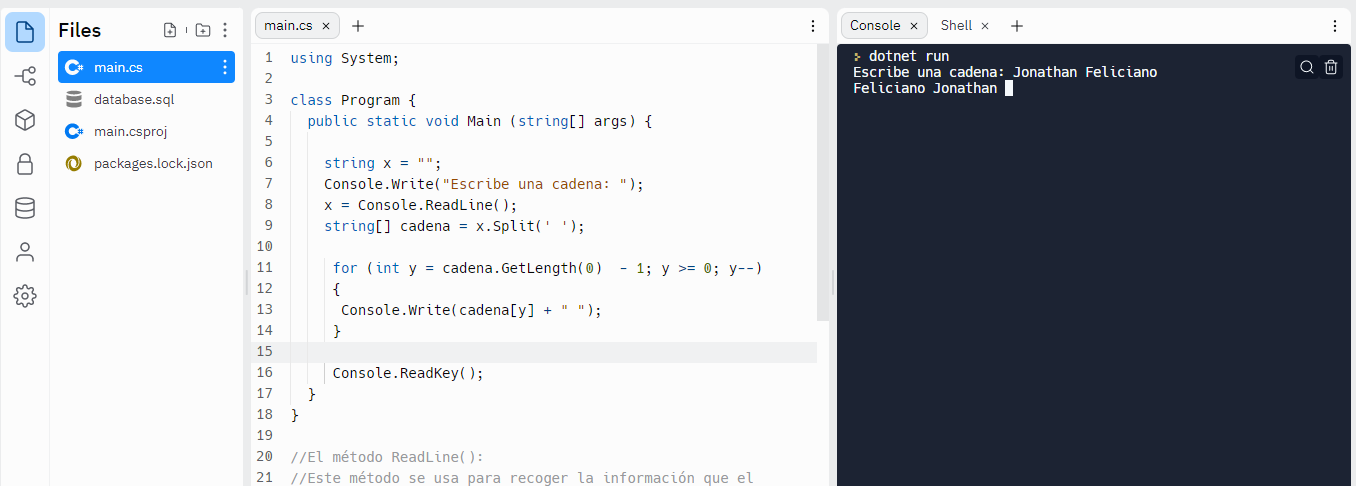 Files
main.cs
database.sql
main.csproj
packages.lock.json
main.cs × +
1 using System;
2
3 class Program {
4 public static void Main (string[] args) {
5
6 string x = "";
7 Console.Write("Escribe una cadena: ");
8 x = Console.ReadLine();
9 string[] cadena = x.Split(' ');
10
11 for (int y = cadena.GetLength(0)  - 1; y >= 0; y--)
12 {
13 Console.Write(cadena[y] + " ");
14 }
15
16 Console.ReadKey();
17 }
18 }
19
20 //El método ReadLine():
21 //Este método se usa para recoger la información que el
Console × Shell × +
dotnet run
Escribe una cadena: Jonathan Feliciano
Feliciano Jonathan